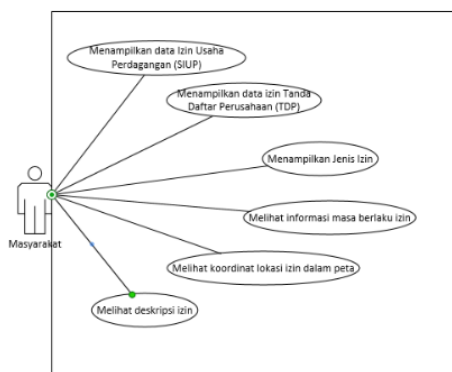 Menampilkan data Izin Usaha
Perdagangan (SIUP)
Menampilkan data izin Tanda
Daftar Perusahaan (TDP)
Menampilkan Jenis Izin
Melihat informasi masa berlaku izin
Masyarakat
Melihat koordinat lokasi izin dalam peta
Melihat deskripsi izin